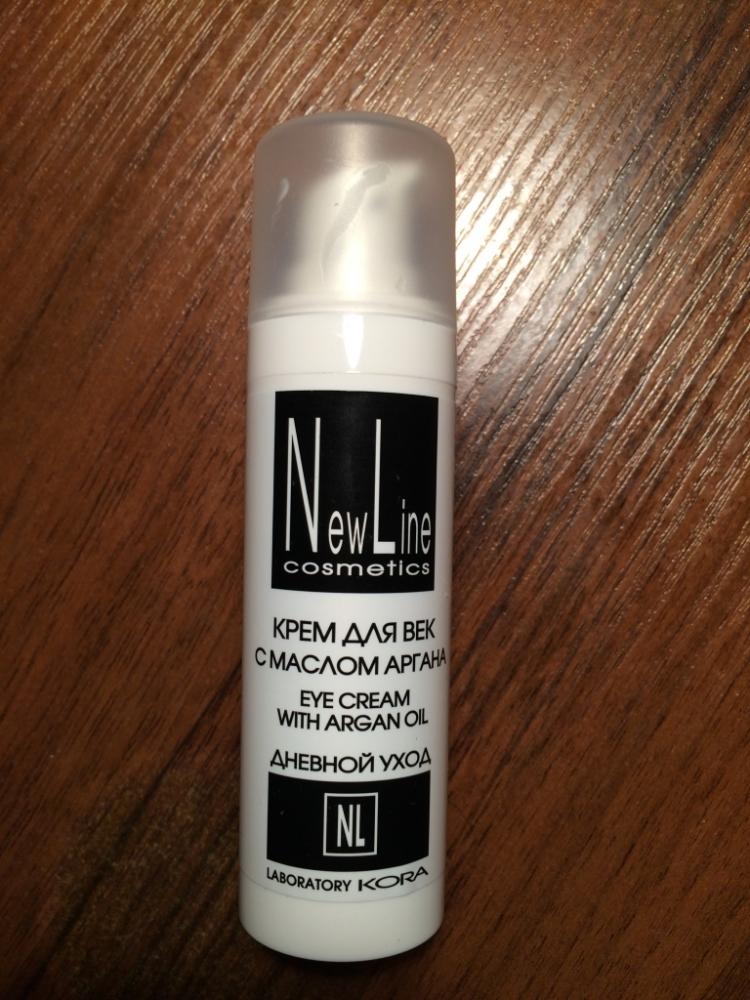 NewLine
cosmetics
КРЕМ ДЛЯ ВЕК
С МАСЛОМ АРГАНА
EYE CREAM
WITH ARGAN OIL
ДНЕВНОЙ УХОД
NL
LABORATORY KORA